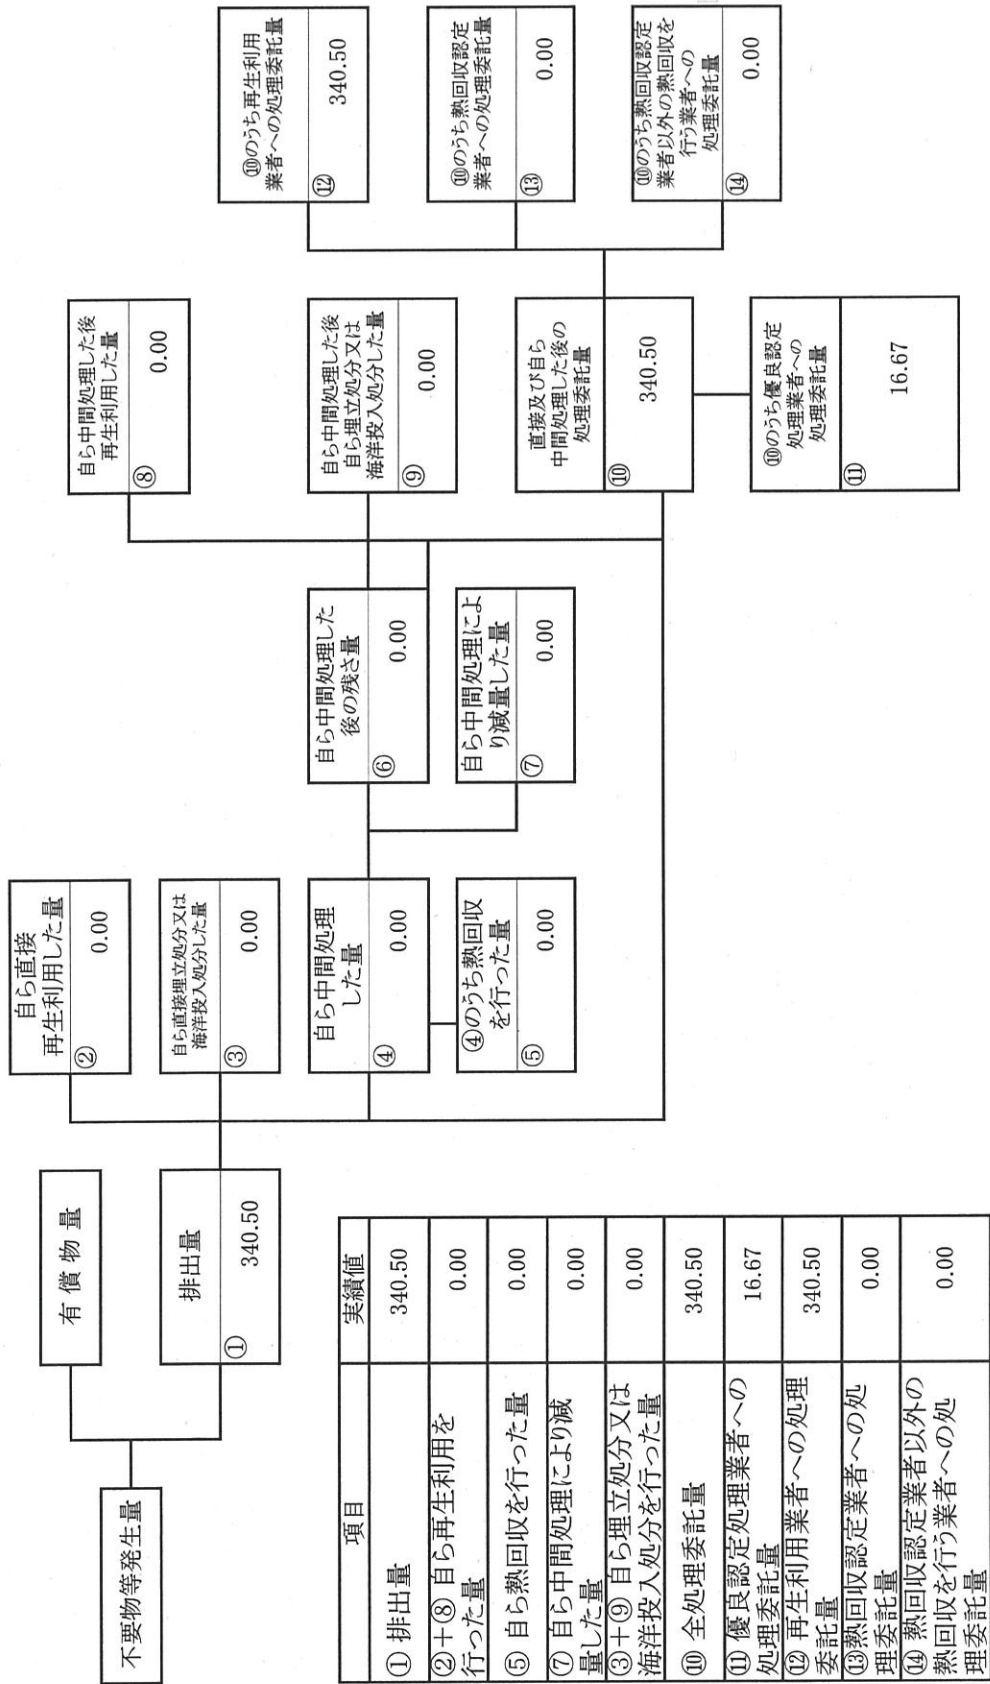 不要物等発生量
有償物量
排出量
① 340.50
自ら直接
再生利用した量
② 0.00
自ら直接埋立処分又は
海洋投入処分した量
③ 0.00
自ら中間処理
した量
④ 0.00
④のうち熱回収
を行った量
⑤ 0.00
自ら中間処理した
後の残さ量
⑥ 0.00
自ら中間処理によ
り減量した量
⑦ 0.00
自ら中間処理した後
再生利用した量
⑧ 0.00
自ら中間処理した後
自ら埋立処分又は
海洋投入処分した量
⑨ 0.00
直接及び自ら
中間処理した後の
処理委託量
⑩ 340.50
⑩のうち優良認定
処理業者への
処理委託量
⑪ 16.67
⑩のうち再生利用
業者への処理委託量
⑫ 340.50
⑩のうち熱回収認定
業者への処理委託量
⑬ 0.00
⑩のうち熱回収認定
業者以外の熱回収を
行う業者への
処理委託量
⑭ 0.00
項目 実績値
① 排出量 340.50
②+⑧ 自ら再生利用を
行った量 0.00
⑤ 自ら熱回収を行った量 0.00
⑦ 自ら中間処理により減
量した量 0.00
③+⑨ 自ら埋立処分又は
海洋投入処分を行った量 0.00
⑩ 全処理委託量 340.50
⑪ 優良認定処理業者への
処理委託量 16.67
⑫ 再生利用業者への処理
委託量 340.50
⑬熱回収認定業者への処
理委託量 0.00
⑭ 熱回収認定業者以外の
熱回収を行う業者への処
理委託量 0.00